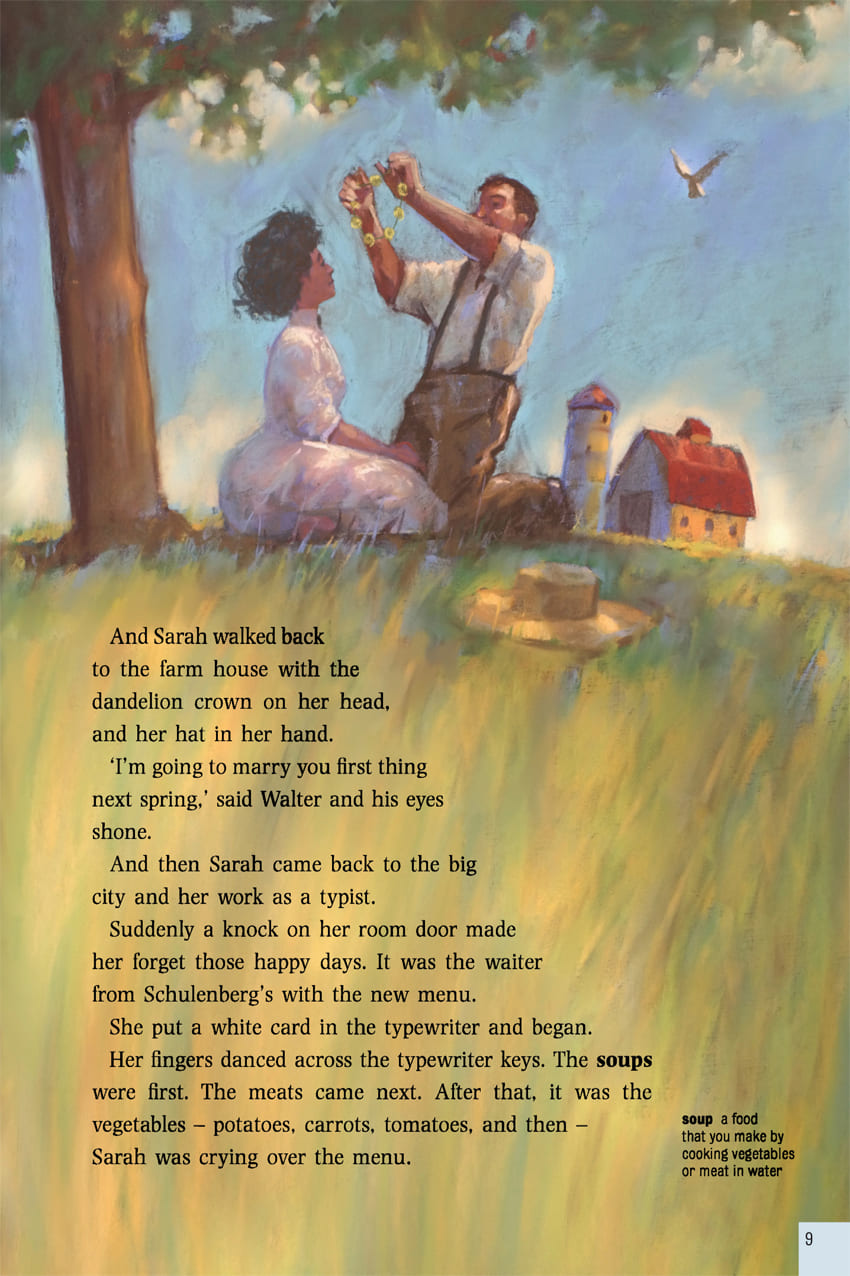 And Sarah walked back
to the farm house with the
dandelion crown on her head,
and her hat in her hand.
‘I’m going to marry you first thing
next spring,’ said Walter and his eyes
shone.
And then Sarah came back to the big
city and her work as a typist.
Suddenly a knock on her room door made
her forget those happy days. It was the waiter
from Schulenberg’s with the new menu.
She put a white card in the typewriter and began.
Her fingers danced across the typewriter keys. The soups
were first. The meats came next. After that, it was the
vegetables – potatoes, carrots, tomatoes, and then –
Sarah was crying over the menu.
soup a food
that you make by
cooking vegetables
or meat in water
9